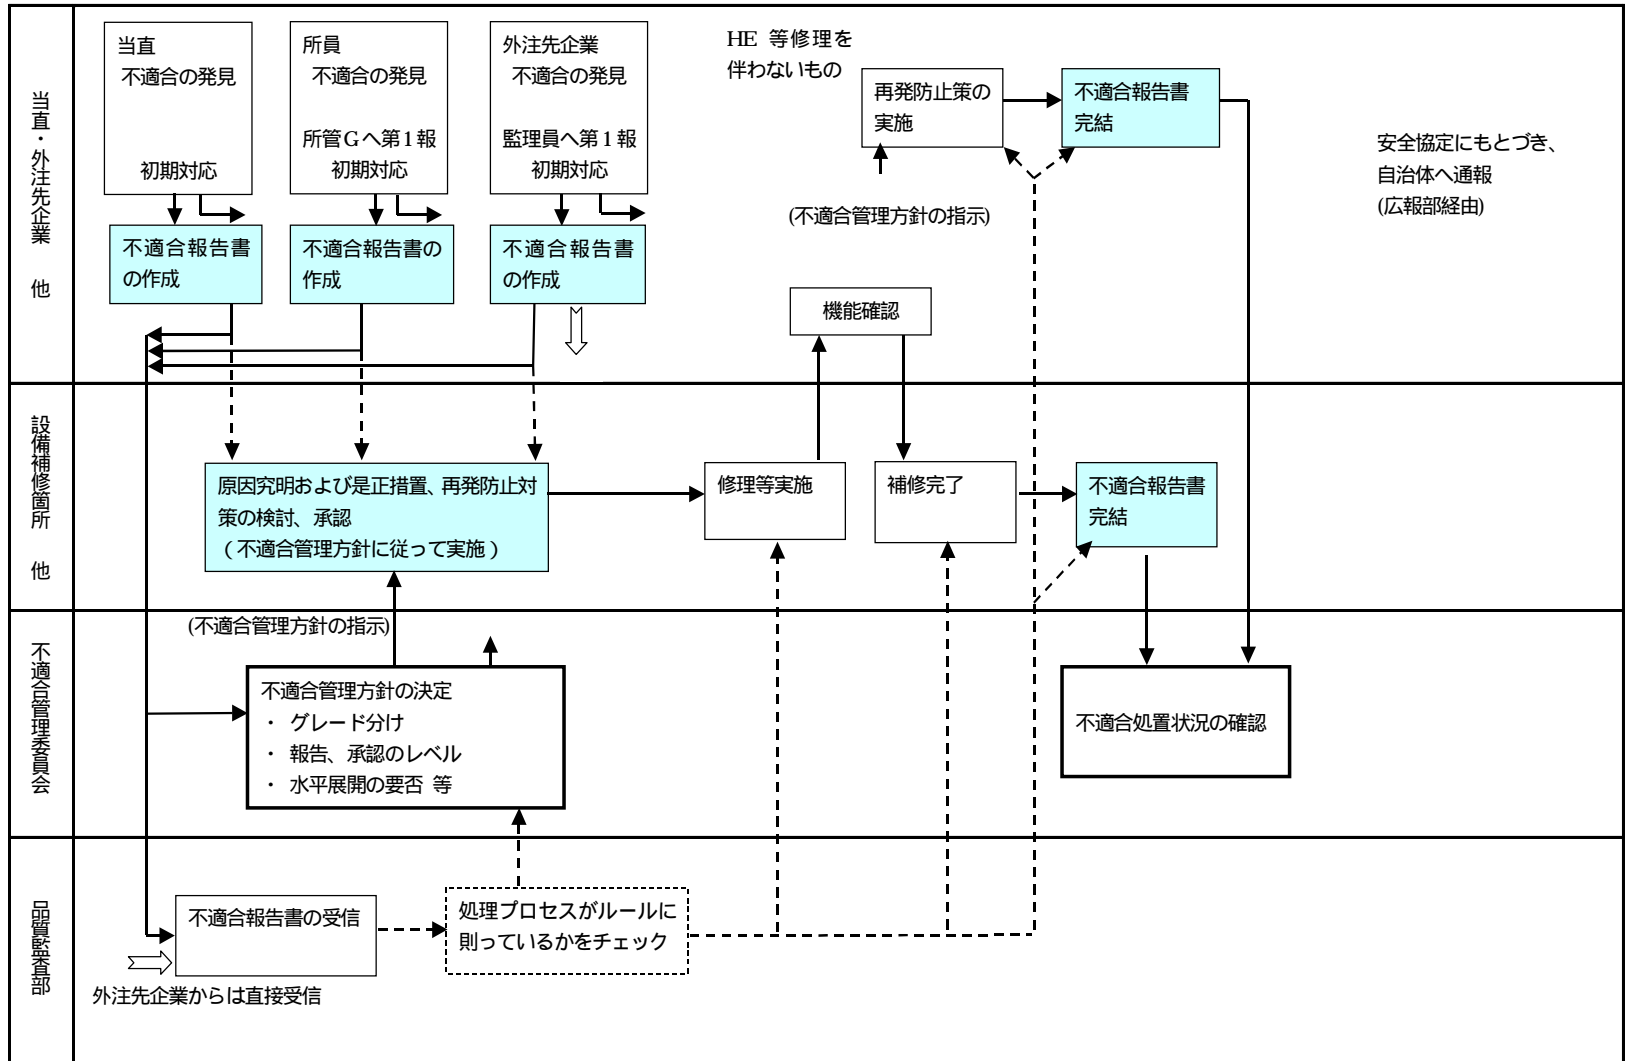 当直・外注先企業 他
当直
不適合の発見
初期対応
不適合報告書
の作成
所員
不適合の発見
所管Gへ第1報
初期対応
不適合報告書の
作成
外注先企業
不適合の発見
監理員へ第1報
初期対応
不適合報告書
の作成
HE 等修理を
伴わないもの
再発防止策の
実施
不適合報告書
完結
(不適合管理方針の指示)
機能確認
安全協定にもとづき、
自治体へ通報
(広報部経由)
設備補修箇所 他
原因究明および是正措置、再発防止対
策の検討、承認
(不適合管理方針に従って実施)
修理等実施
補修完了
不適合報告書
完結
不適合管理委員会
(不適合管理方針の指示)
不適合管理方針の決定
・ グレード分け
・ 報告、承認のレベル
・ 水平展開の要否 等
不適合処置状況の確認
品質監査部
不適合報告書の受信
処理プロセスがルールに
則っているかをチェック
外注先企業からは直接受信